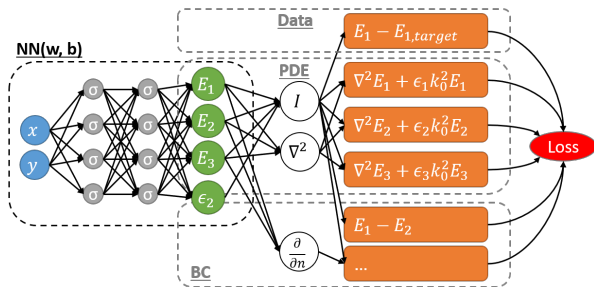 Data
NN(w, b)
E₁ − E₁,target
PDE
σ σ
E₁
∇²E₁ + ϵ₁k₀²E₁
I
x
σ σ
E₂
∇²E₂ + ϵ₂k₀²E₂
Loss
y
σ σ
E₃
∇²
∇²E₃ + ϵ₃k₀²E₃
σ σ
ϵ₂
E₁ − E₂
∂/∂n
...
BC